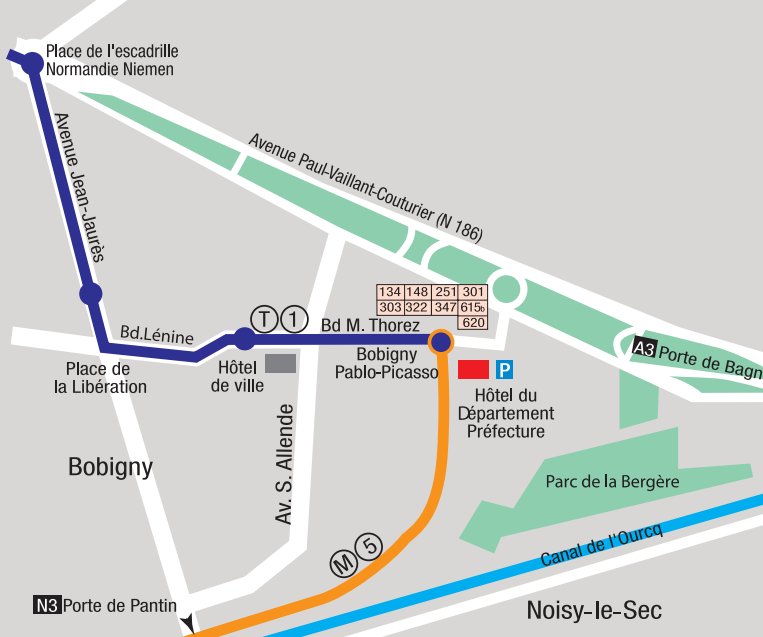 Place de l'escadrille
Normandie Niemen
Avenue Jean-Jaurès
Avenue Paul-Vaillant-Couturier (N 186)
134 148 251 301
303 322 347 615b
620
T 1
Bd M. Thorez
Bd.Lénine
A3 Porte de Bagn
Place de
la Libération
Hôtel
de ville
Bobigny
Pablo-Picasso
P
Hôtel du
Département
Préfecture
Av. S. Allende
Bobigny
Parc de la Bergère
Canal de l'Ourcq
M 5
N3 Porte de Pantin
Noisy-le-Sec